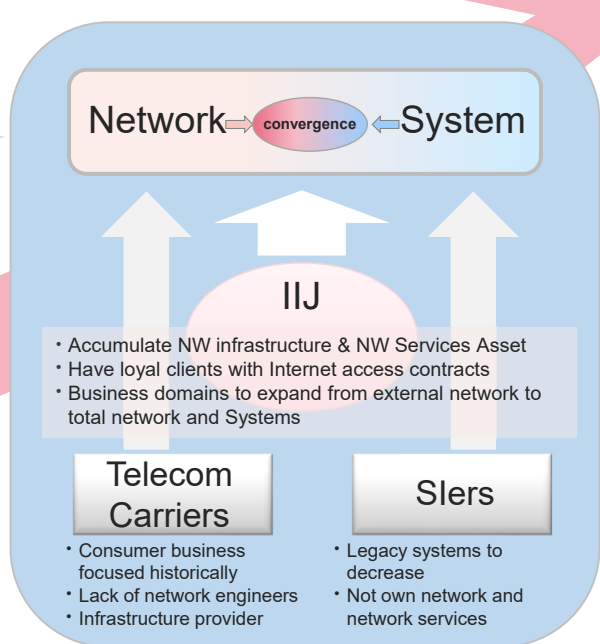 Network convergence System
IIJ
・Accumulate NW infrastructure & NW Services Asset
・Have loyal clients with Internet access contracts
・Business domains to expand from external network to
total network and Systems
Telecom
Carriers
・Consumer business
focused historically
・Lack of network engineers
・Infrastructure provider
SIers
・Legacy systems to
decrease
・Not own network and
network services